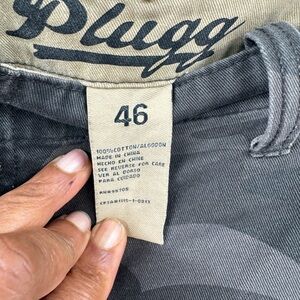 Plugg
46
100%COTTON/ALGODON
MADE IN CHINA
HECHO EN CHINE
SEE REVERSE FOR CARE
VER AL DORSO
PARA CUIDADO